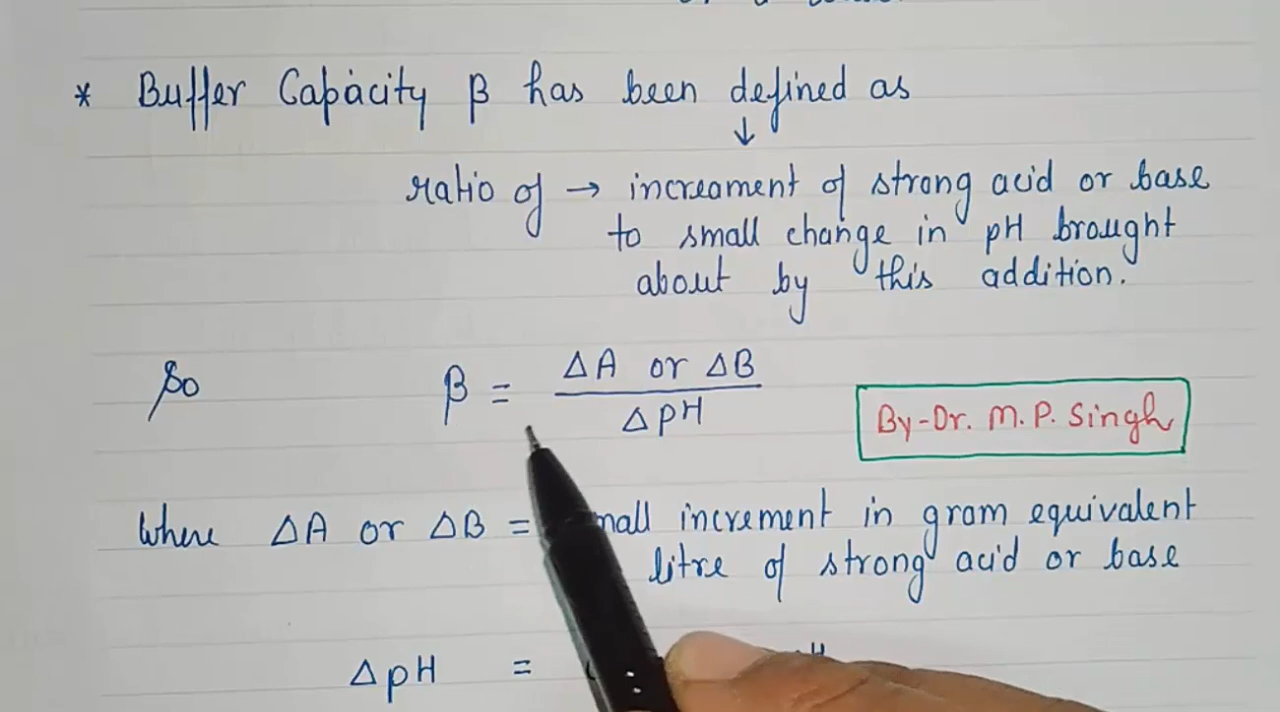 * Buffer Capacity β has been defined as
↓
ratio of → increament of strong acid or base
to small change in pH brought
about by this addition.
So β = ΔA or ΔB
ΔpH
By-Dr. M. P. Singh
Where ΔA or ΔB = small increment in gram equivalent
litre of strong acid or base
ΔpH =